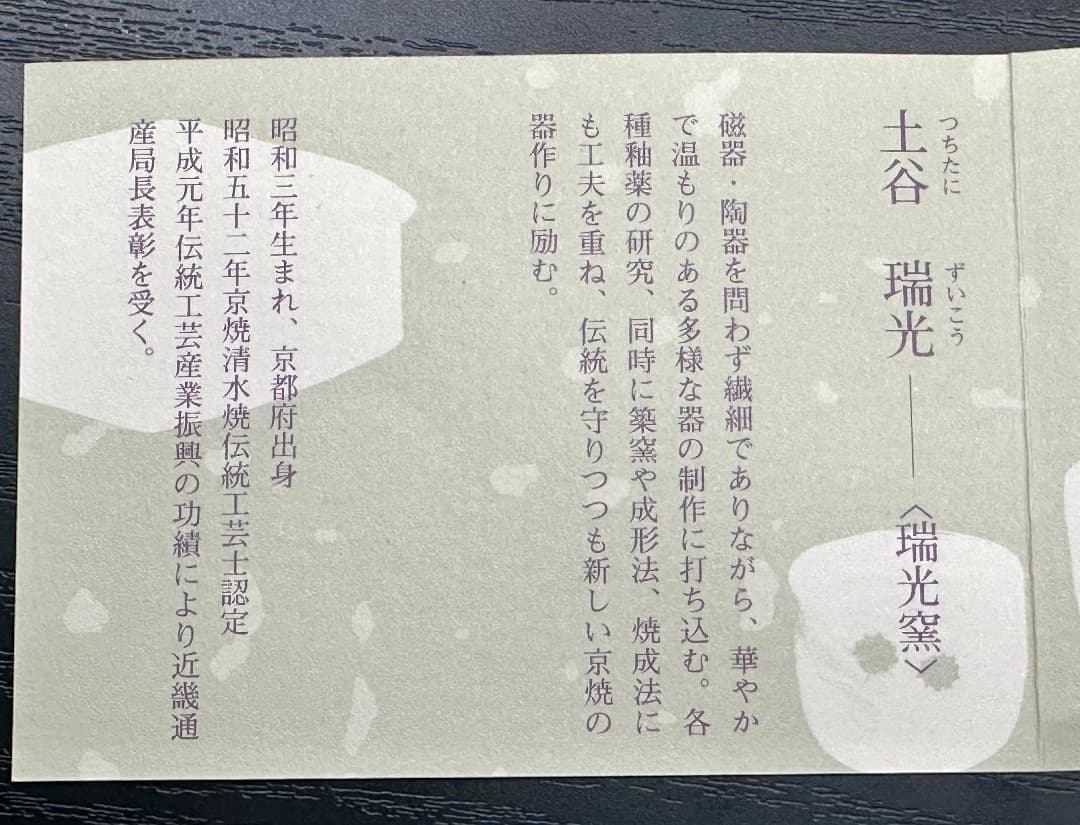 つちたに ずいこう
土谷 瑞光――〈瑞光窯〉
磁器・陶器を問わず繊細でありながら、華やか
で温もりのある多様な器の制作に打ち込む。各
種釉薬の研究、同時に築窯や成形法、焼成法に
も工夫を重ね、伝統を守りつつも新しい京焼の
器作りに励む。
昭和三年生まれ、京都府出身
昭和五十二年京焼清水焼伝統工芸士認定
平成元年伝統工芸産業振興の功績により近畿通
産局長表彰を受く。